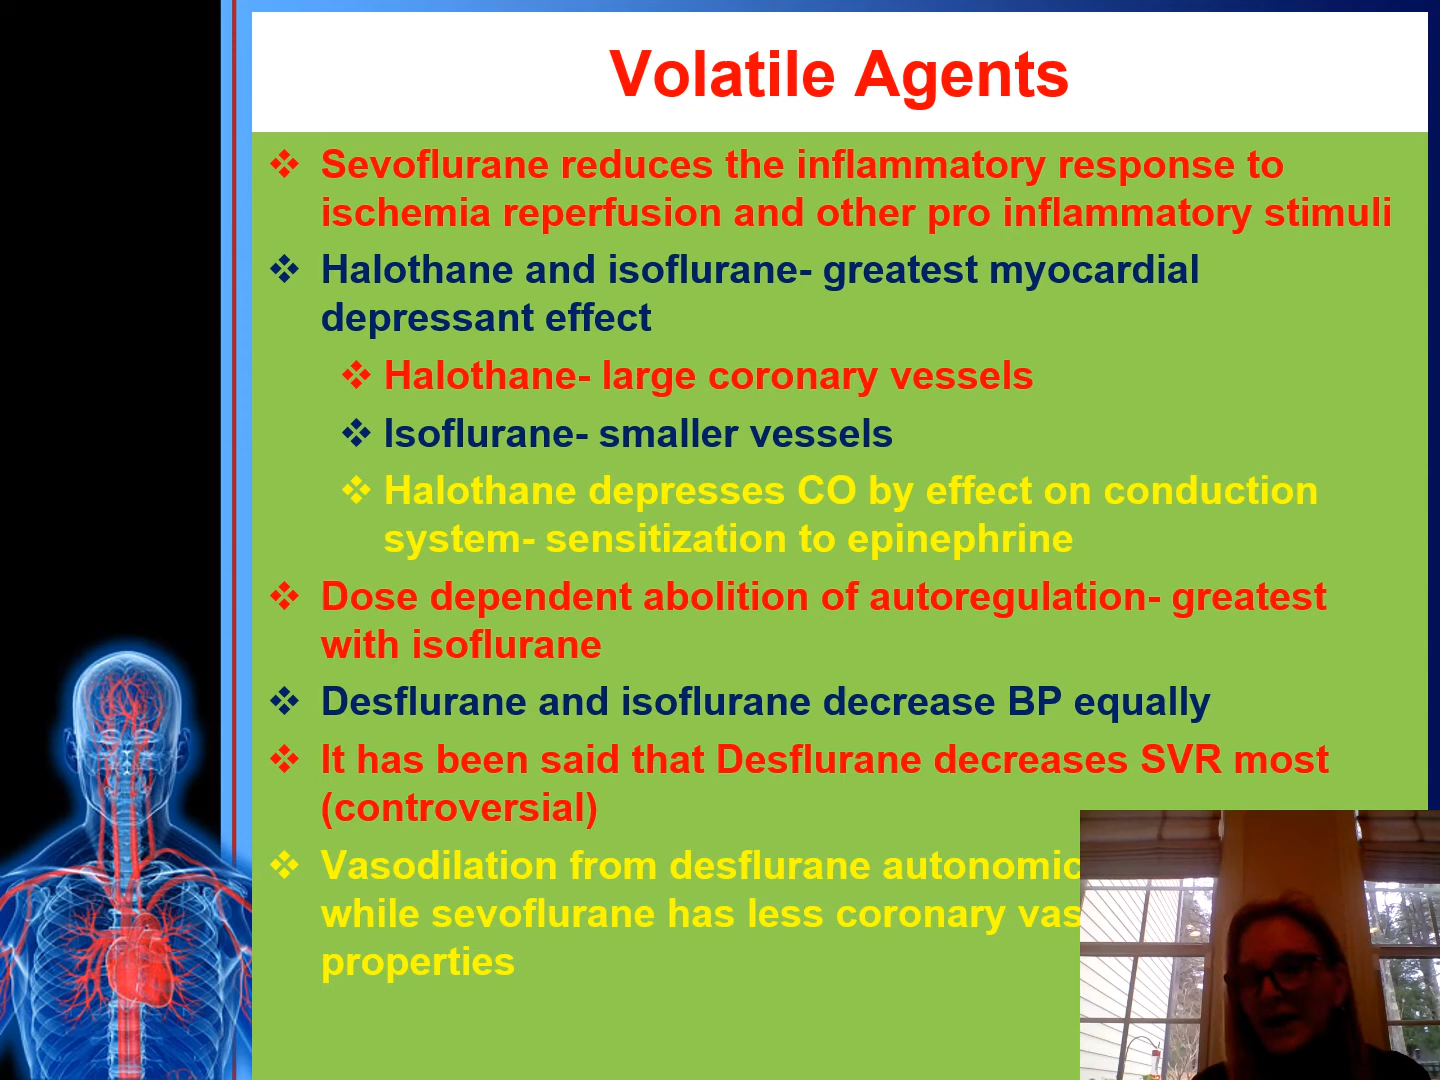 Volatile Agents
Sevoflurane reduces the inflammatory response to
ischemia reperfusion and other pro inflammatory stimuli
Halothane and isoflurane- greatest myocardial
depressant effect
Halothane- large coronary vessels
Isoflurane- smaller vessels
Halothane depresses CO by effect on conduction
system- sensitization to epinephrine
Dose dependent abolition of autoregulation- greatest
with isoflurane
Desflurane and isoflurane decrease BP equally
It has been said that Desflurane decreases SVR most
(controversial)
Vasodilation from desflurane autonomic
while sevoflurane has less coronary
properties